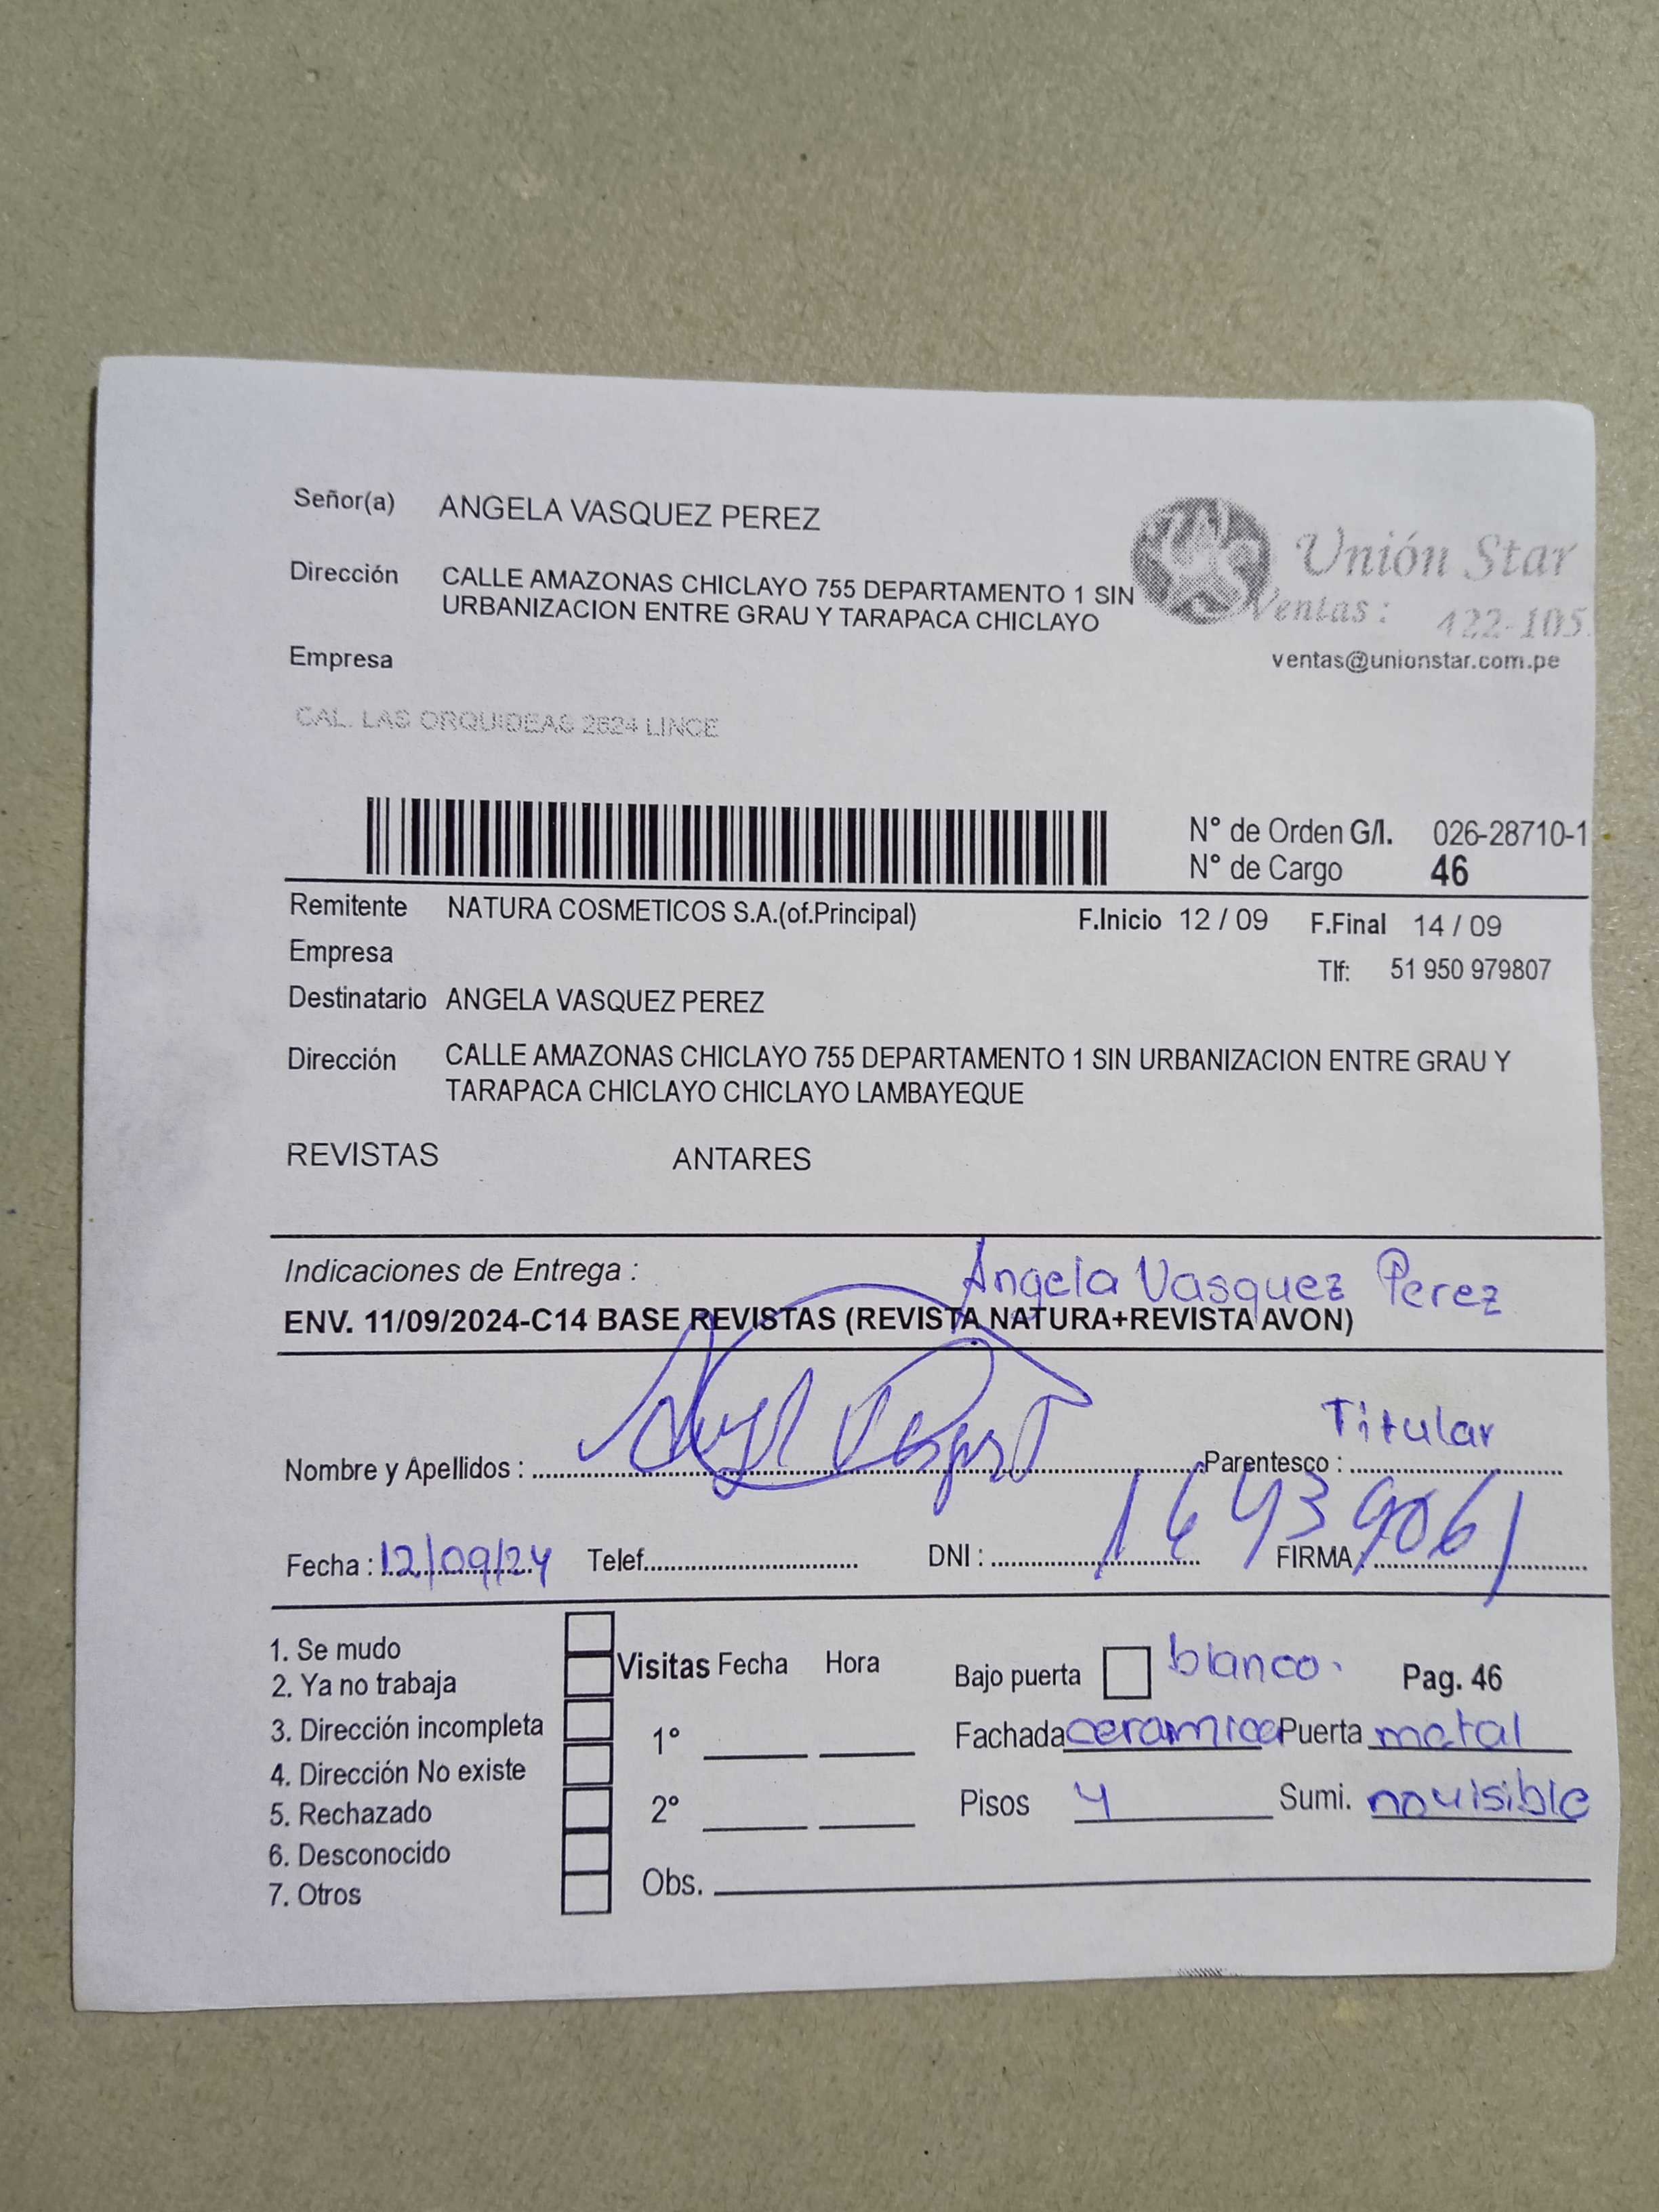 Señor(a) ANGELA VASQUEZ PEREZ
Unión Star
Dirección CALLE AMAZONAS CHICLAYO 755 DEPARTAMENTO 1 SIN
URBANIZACION ENTRE GRAU Y TARAPACA CHICLAYO
Ventas: 422-105
Empresa
ventas@unionstar.com.pe
CAL. LAS ORQUIDEAS 2624 LINCE
N° de Orden G/I. 026-28710-1
N° de Cargo 46
Remitente NATURA COSMETICOS S.A.(of.Principal) F.Inicio 12 / 09 F.Final 14 / 09
Empresa
Tlf: 51 950 979807
Destinatario ANGELA VASQUEZ PEREZ
Dirección CALLE AMAZONAS CHICLAYO 755 DEPARTAMENTO 1 SIN URBANIZACION ENTRE GRAU Y
TARAPACA CHICLAYO CHICLAYO LAMBAYEQUE
REVISTAS ANTARES
Indicaciones de Entrega : Angela Vasquez Perez
ENV. 11/09/2024-C14 BASE REVISTAS (REVISTA NATURA+REVISTA AVON)
Nombre y Apellidos : Parentesco : Titular
Fecha : 12/09/24 Telef. DNI : 16439061 FIRMA :
1. Se mudo
2. Ya no trabaja
3. Dirección incompleta
4. Dirección No existe
5. Rechazado
6. Desconocido
7. Otros
Visitas Fecha Hora
1°
2°
Obs.
Bajo puerta blanco. Pag. 46
Fachada ceramica Puerta metal
Pisos 4 Sumi. no visible